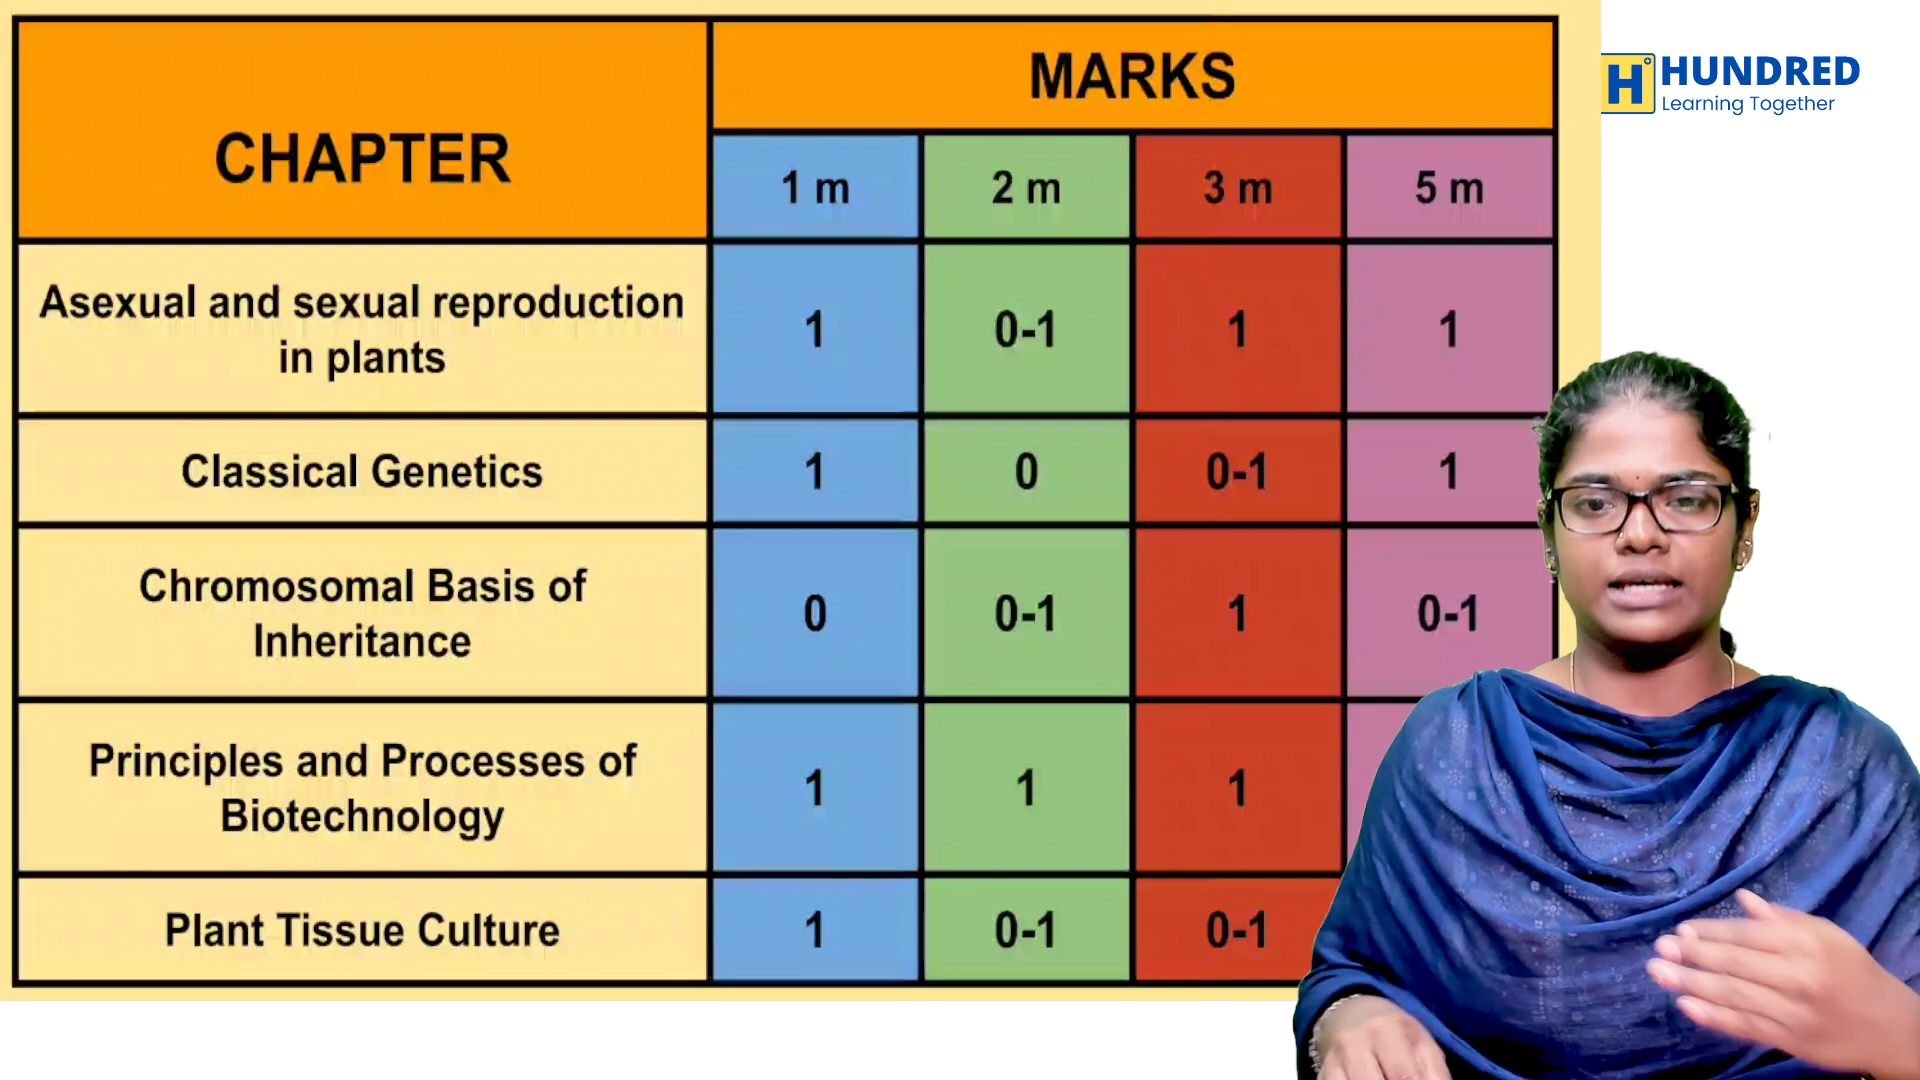 CHAPTER
MARKS
1 m
2 m
3 m
5 m
Asexual and sexual reproduction
in plants
1
0-1
1
1
Classical Genetics
1
0
0-1
1
Chromosomal Basis of
Inheritance
0
0-1
1
0-1
Principles and Processes of
Biotechnology
1
1
1
Plant Tissue Culture
1
0-1
0-1
H
HUNDRED
Learning Together